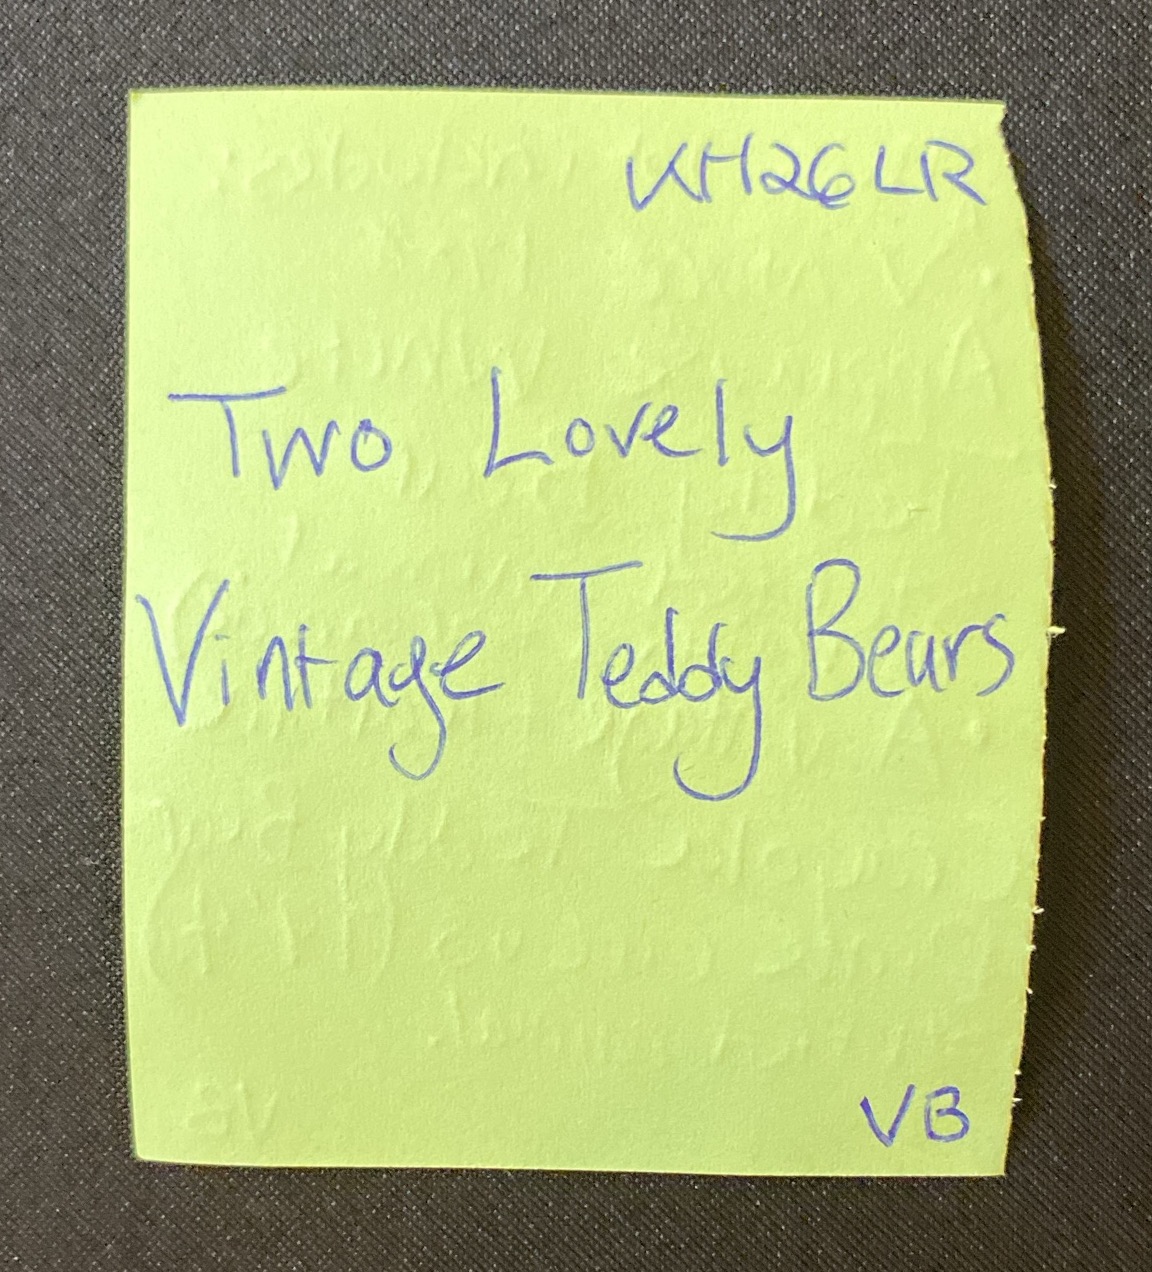 KH26LR
Two Lovely
Vintage Teddy Bears
VB